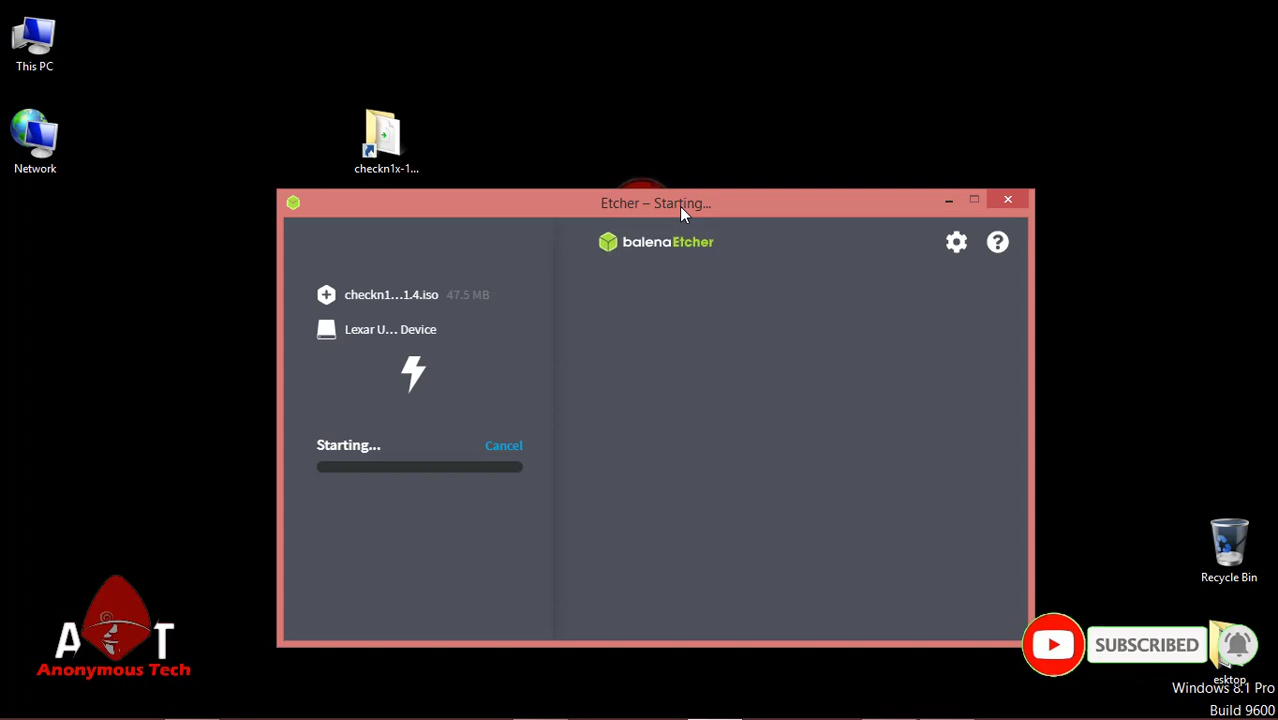 This PC
Network
checkn1x-1...
Etcher – Starting...
balenaEtcher
checkn1...1.4.iso 47.5 MB
Lexar U... Device
Starting... Cancel
Recycle Bin
A T
Anonymous Tech
SUBSCRIBED
esktop
Windows 8.1 Pro
Build 9600